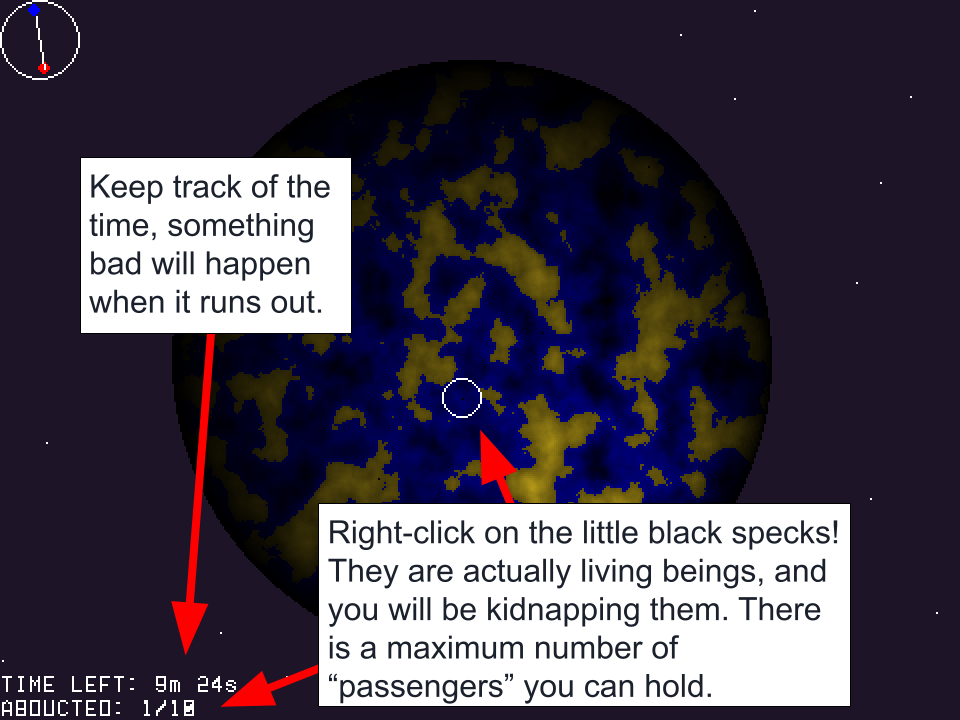 Keep track of the
time, something
bad will happen
when it runs out.
Right-click on the little black specks!
They are actually living beings, and
you will be kidnapping them. There
is a maximum number of
“passengers” you can hold.
TIME LEFT: 9m 24s
ABDUCTED: 1/10